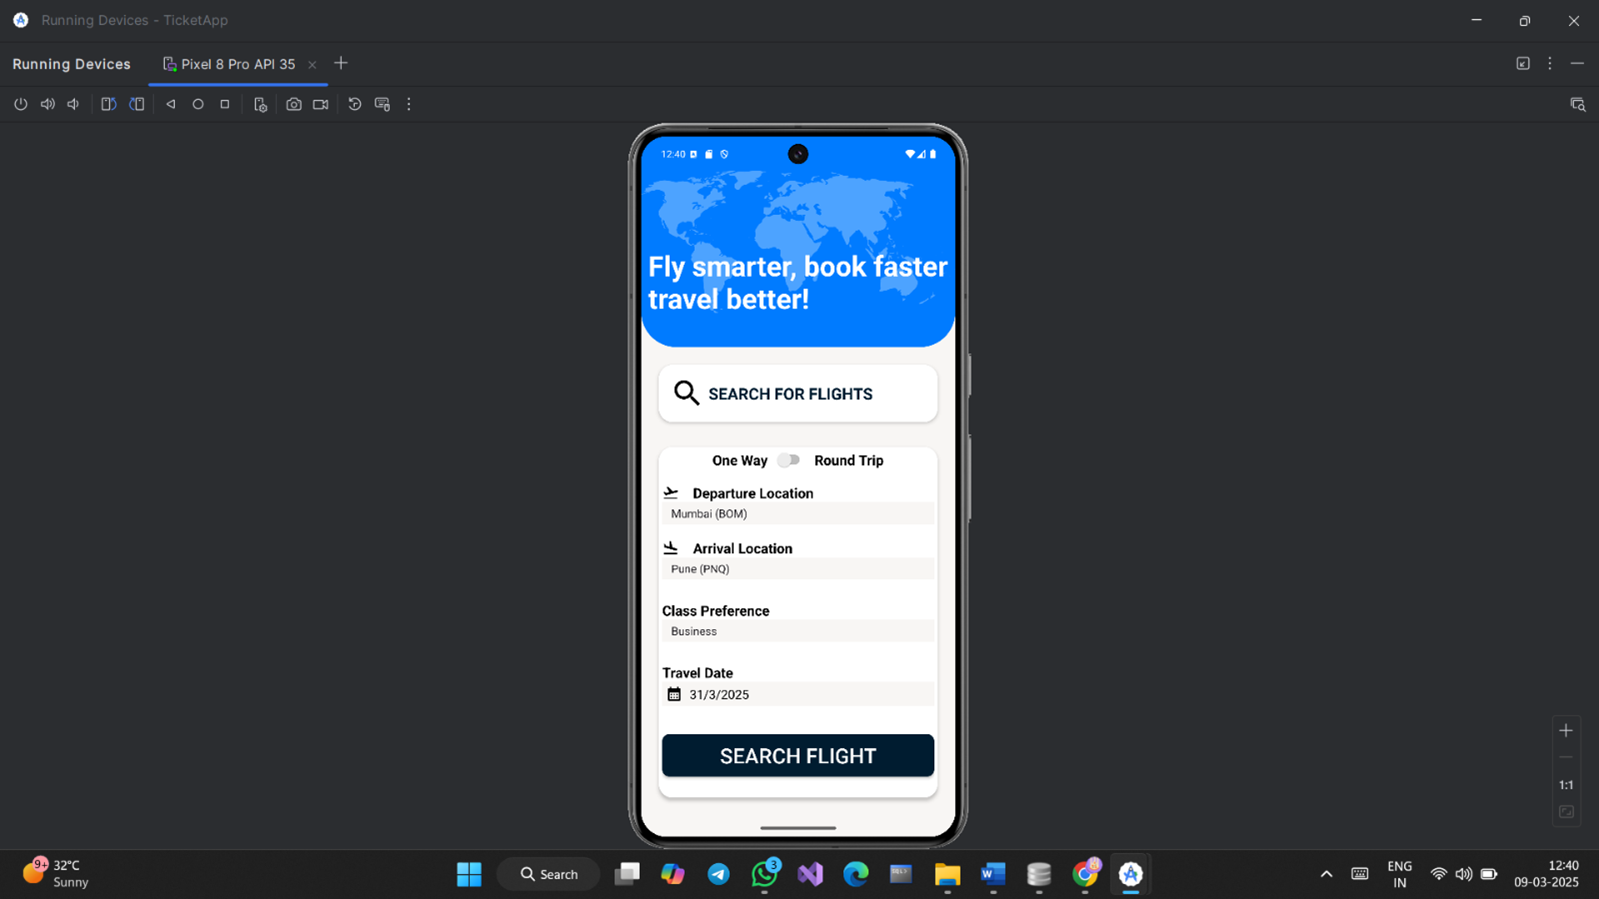 Running Devices - TicketApp
Running Devices
Pixel 8 Pro API 35
12:40
Fly smarter, book faster
travel better!
SEARCH FOR FLIGHTS
One Way
Round Trip
Departure Location
Mumbai (BOM)
Arrival Location
Pune (PNQ)
Class Preference
Business
Travel Date
31/3/2025
SEARCH FLIGHT
1:1
9+
32°C
Sunny
Search
3
ENG
IN
12:40
09-03-2025